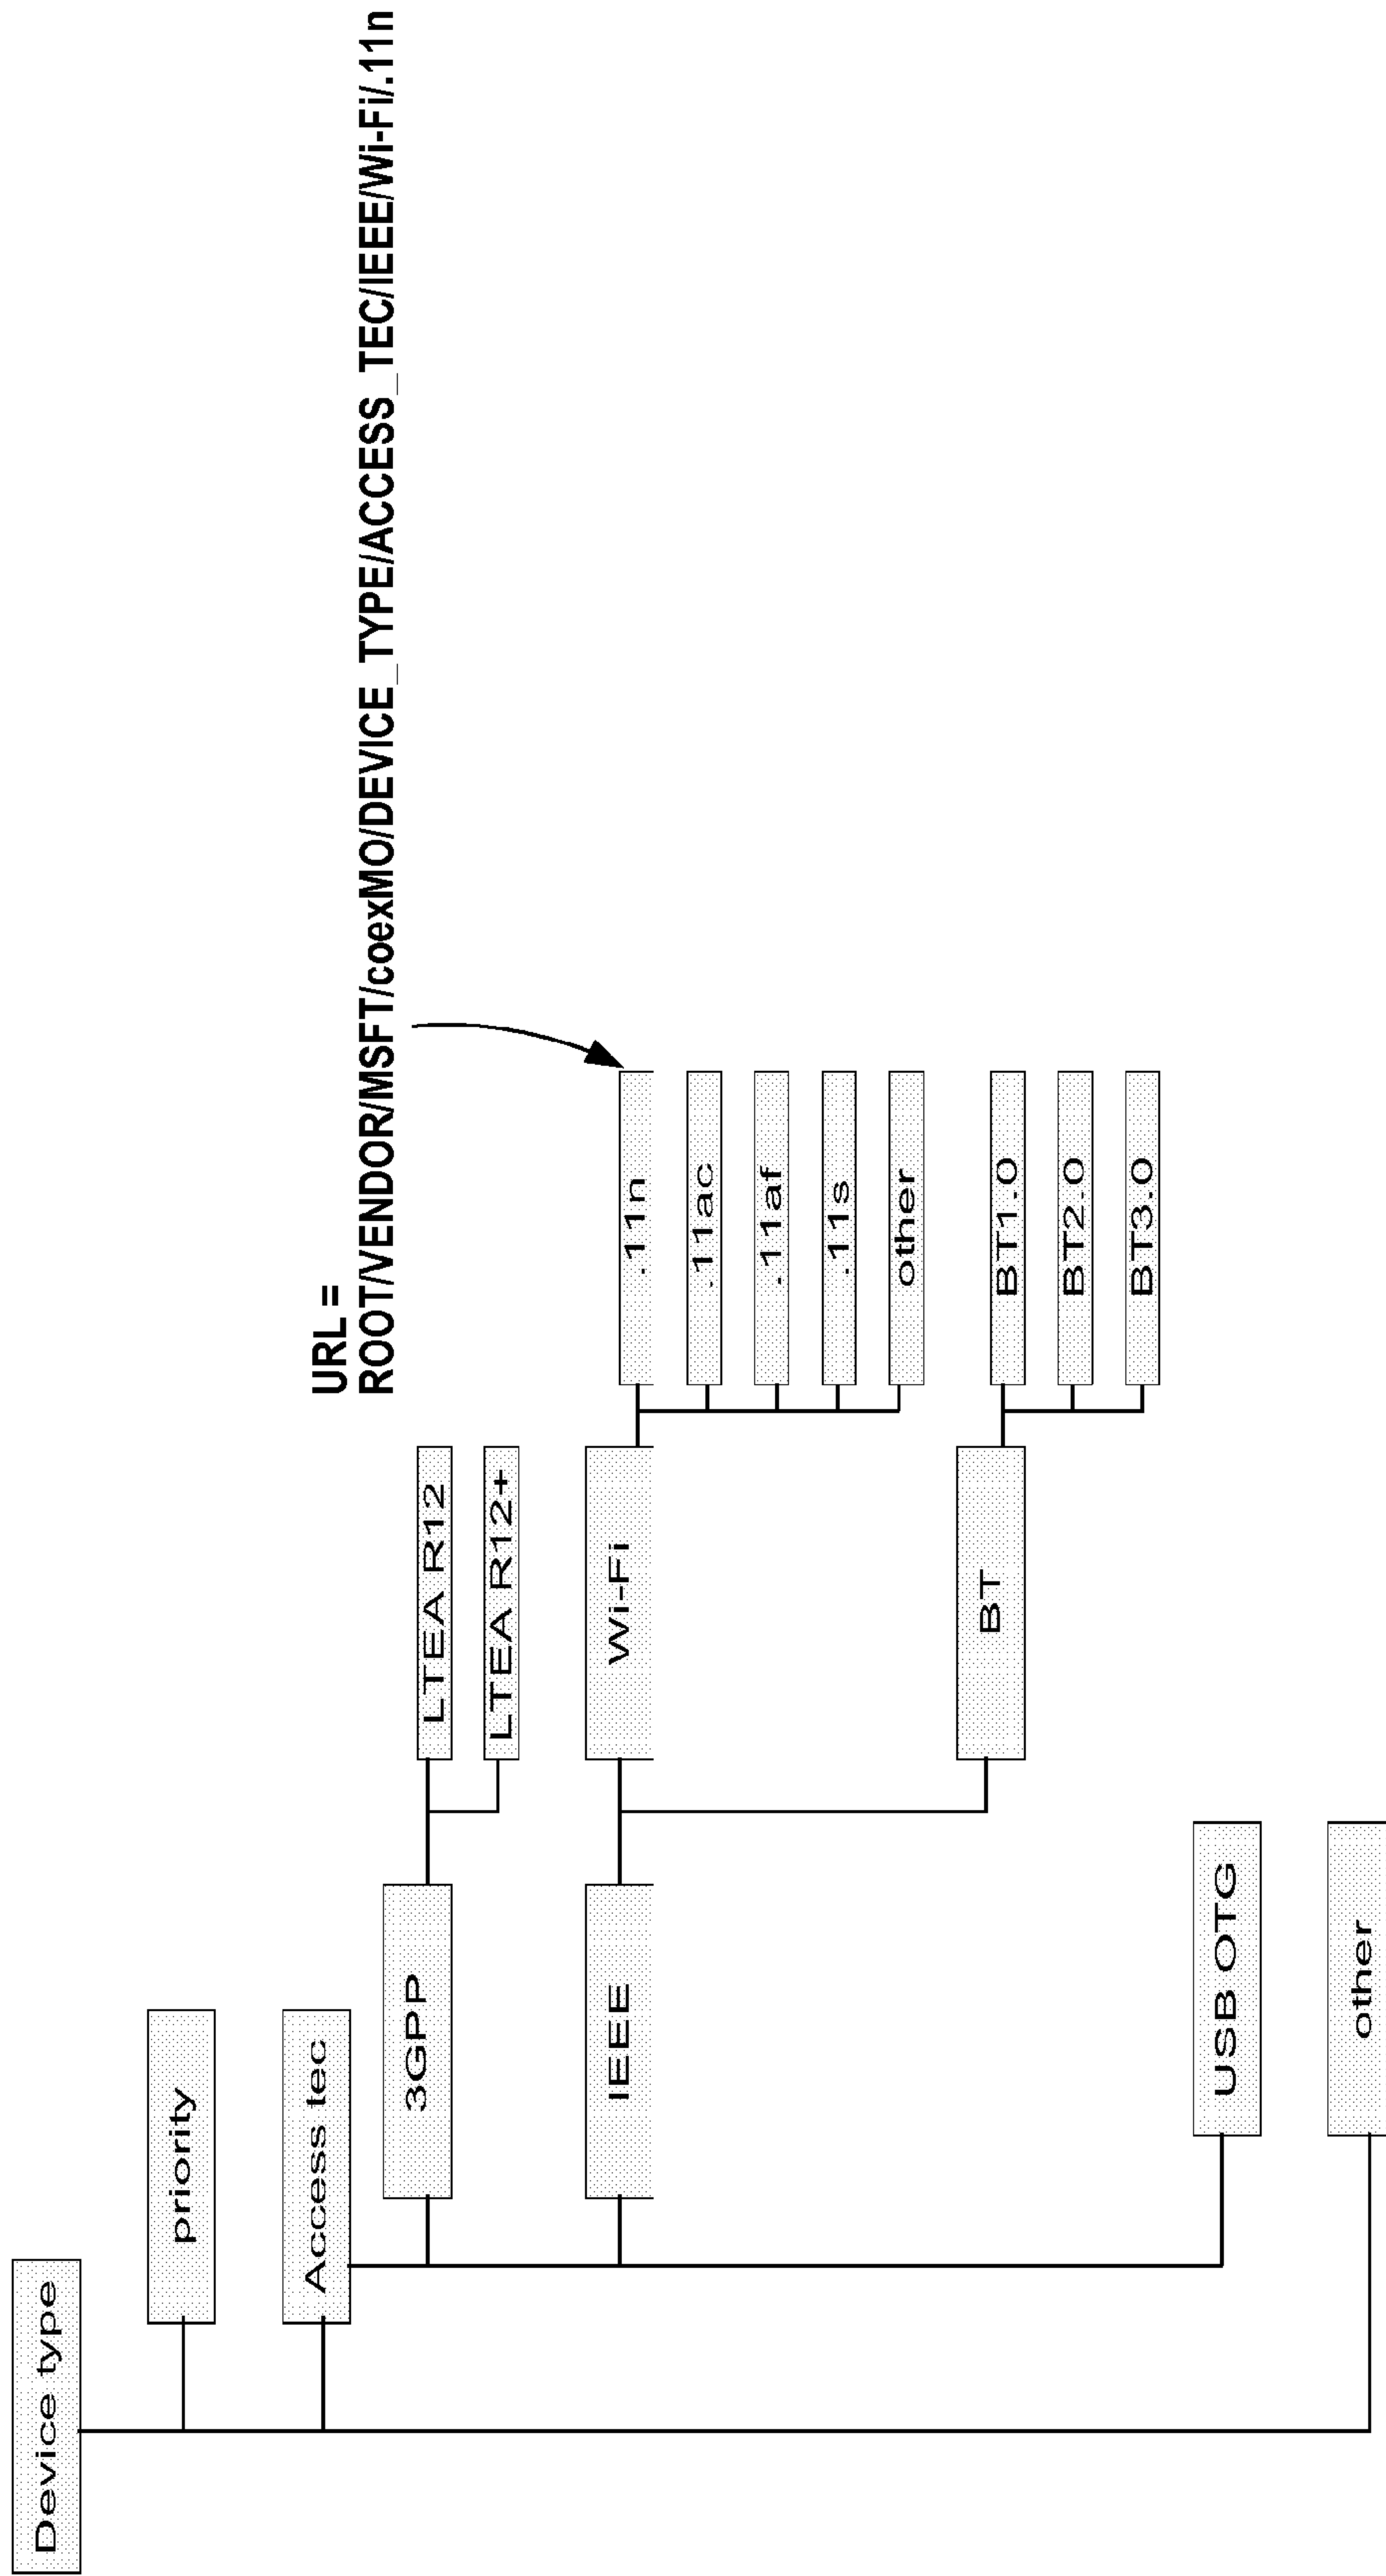 Device type
priority
Access tec
3GPP
LTEA R12
LTEA R12+
URL =
ROOT/VENDOR/MSFT/coexMO/DEVICE_TYPE/ACCESS_TEC/IEEE/Wi-Fi/.11n
IEEE
Wi-Fi
.11n
.11ac
.11af
.11s
other
BT
BT1.0
BT2.0
BT3.0
USB OTG
other